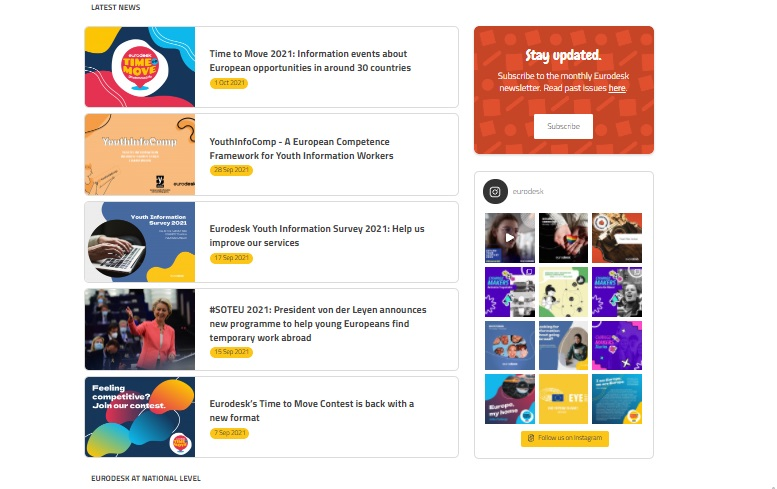 LATEST NEWS
eurodesk
TIME
MOVE
Time to Move 2021: Information events about
European opportunities in around 30 countries
1 Oct 2021
YouthInfoComp
eurodesk
YouthInfoComp - A European Competence
Framework for Youth Information Workers
28 Sep 2021
Youth Information
Survey 2021
Eurodesk Youth Information Survey 2021: Help us
improve our services
17 Sep 2021
#SOTEU 2021: President von der Leyen announces
new programme to help young Europeans find
temporary work abroad
15 Sep 2021
Feeling
competitive?
Join our contest.
Eurodesk's Time to Move Contest is back with a
new format
7 Sep 2021
EURODESK AT NATIONAL LEVEL
Stay updated.
Subscribe to the monthly Eurodesk
newsletter. Read past issues here.
Subscribe
eurodesk
Europe,
my home
EYE
Follow us on Instagram